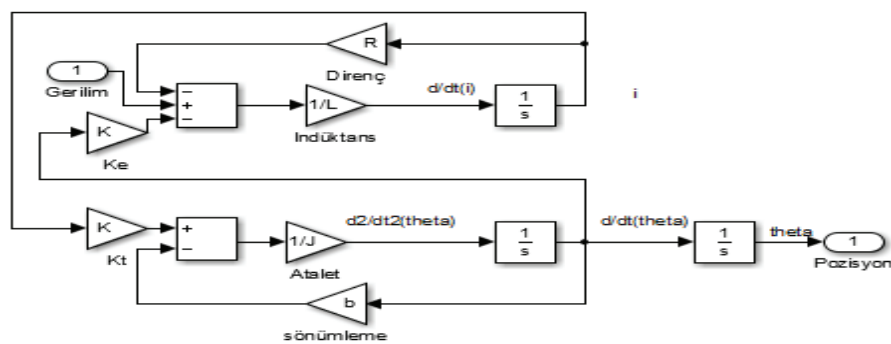 R
Direnç
1
Gerilim
−
+
−
K
Ke
1/L
Indüktans
d/dt(i)
1
s
i
K
Kt
+
−
1/J
Atalet
d2/dt2(theta)
1
s
d/dt(theta)
1
s
theta
1
Pozisyon
b
sönümleme